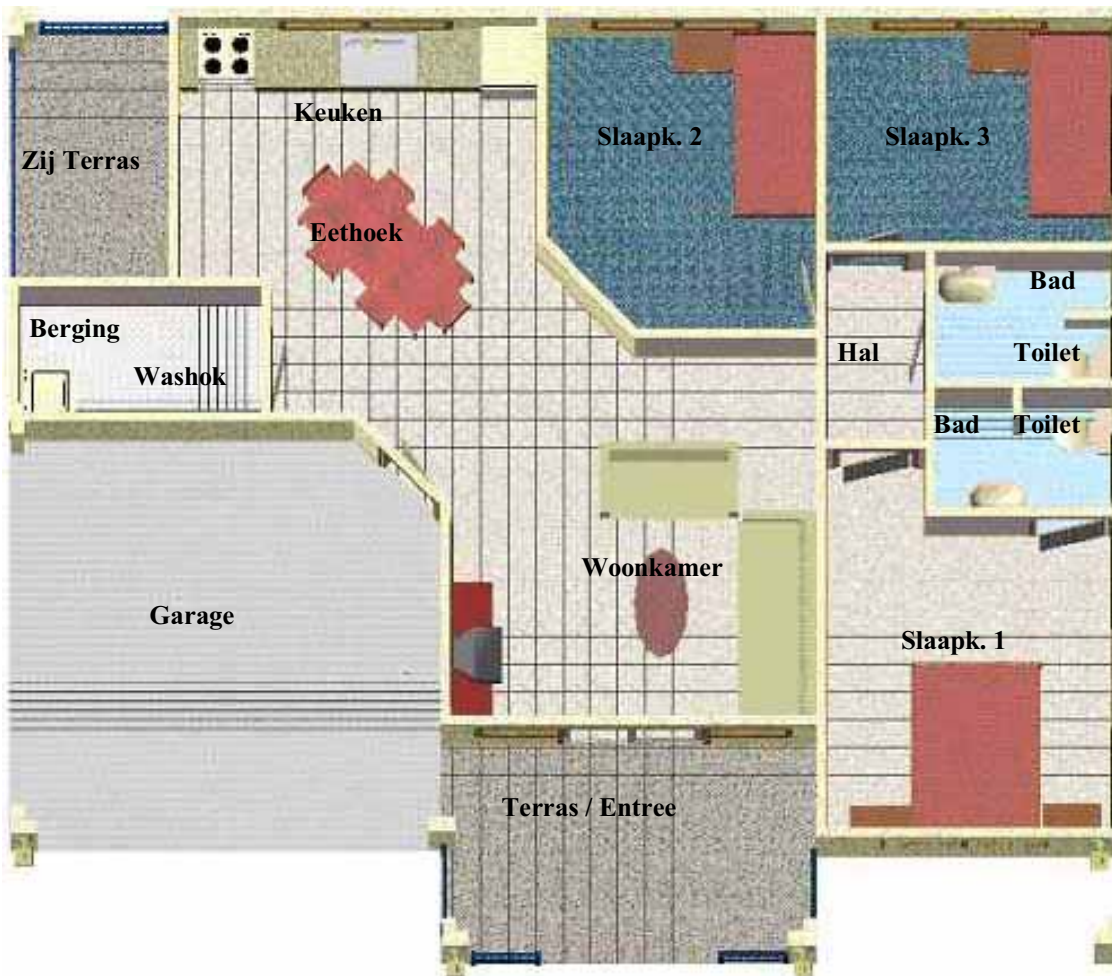 Keuken
Slaapk. 2
Slaapk. 3
Zij Terras
Eethoek
Bad
Berging
Hal
Toilet
Washok
Bad
Toilet
Woonkamer
Garage
Slaapk. 1
Terras / Entree